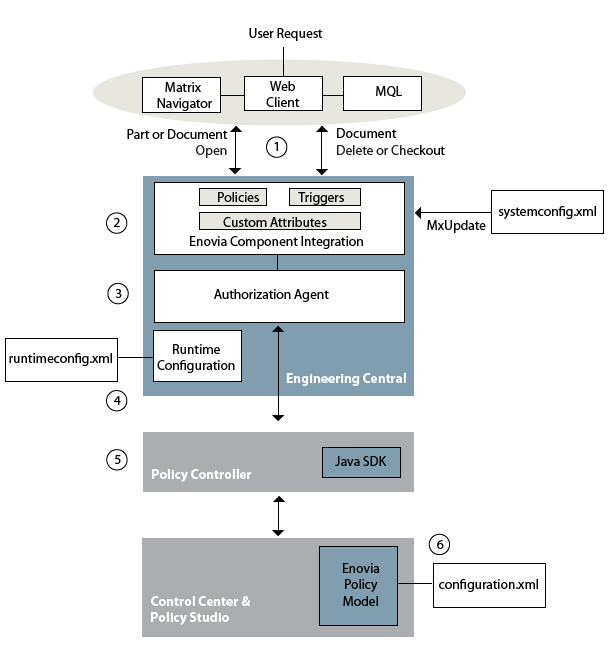 User Request
Matrix
Navigator
Web
Client
MQL
Part or Document
Open
1
Document
Delete or Checkout
Policies
Triggers
Custom Attributes
Enovia Component Integration
2
systemconfig.xml
MxUpdate
3
Authorization Agent
runtimeconfig.xml
Runtime
Configuration
Engineering Central
4
5
Java SDK
Policy Controller
6
Enovia
Policy
Model
configuration.xml
Control Center &
Policy Studio